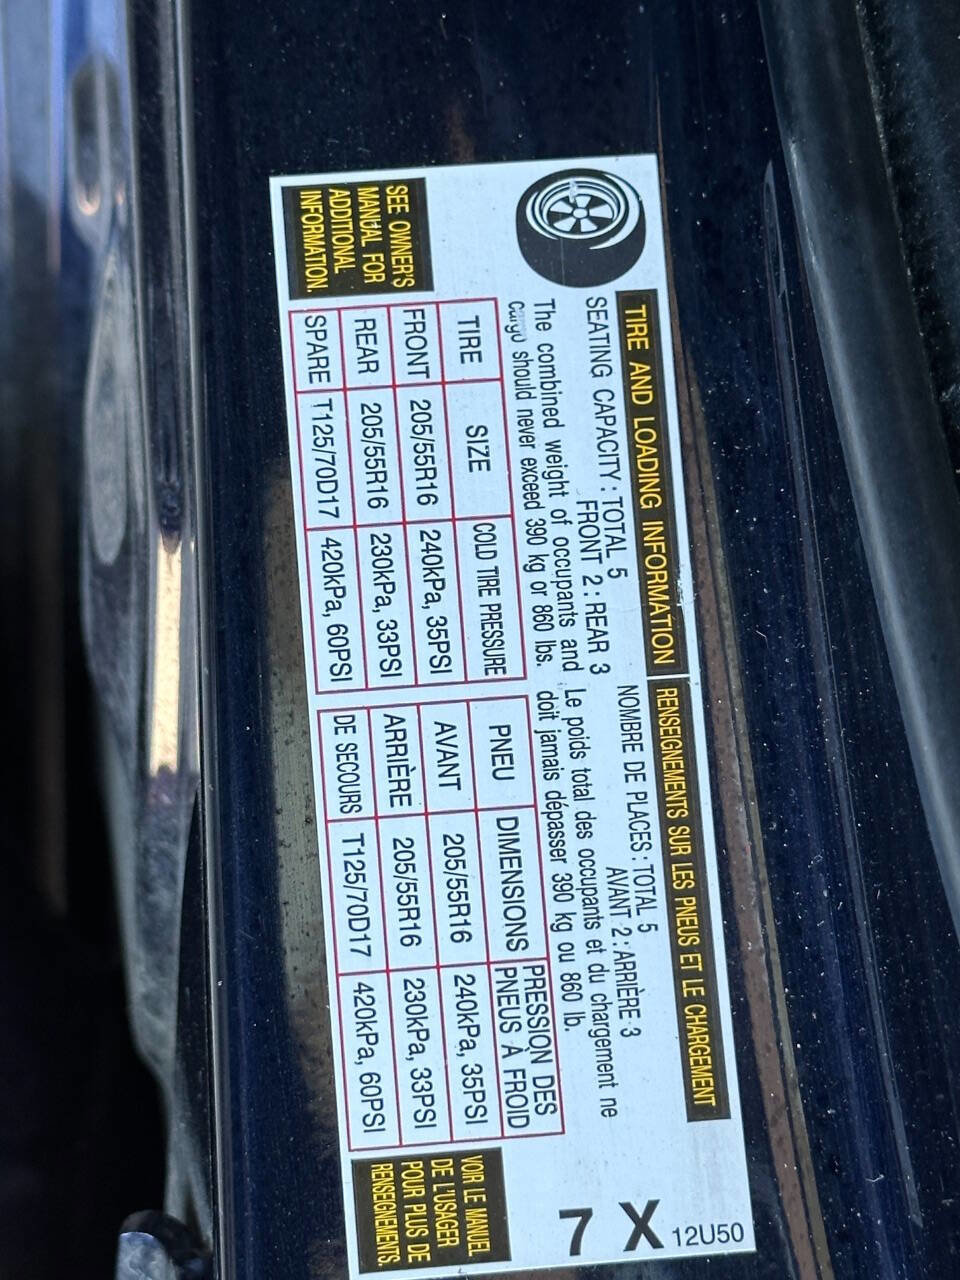 TIRE AND LOADING INFORMATION
SEATING CAPACITY : TOTAL 5
FRONT 2 : REAR 3
The combined weight of occupants and
cargo should never exceed 390 kg or 860 lbs.
TIRE SIZE COLD TIRE PRESSURE
FRONT 205/55R16 240kPa, 35PSI
REAR 205/55R16 230kPa, 33PSI
SPARE T125/70D17 420kPa, 60PSI
SEE OWNER'S
MANUAL FOR
ADDITIONAL
INFORMATION.
RENSEIGNEMENTS SUR LES PNEUS ET LE CHARGEMENT
NOMBRE DE PLACES : TOTAL 5
AVANT 2 : ARRIÈRE 3
Le poids total des occupants et du chargement ne
doit jamais dépasser 390 kg ou 860 lb.
PNEU DIMENSIONS PRESSION DES
PNEUS À FROID
AVANT 205/55R16 240kPa, 35PSI
ARRIÈRE 205/55R16 230kPa, 33PSI
DE SECOURS T125/70D17 420kPa, 60PSI
VOIR LE MANUEL
DE L'USAGER
POUR PLUS DE
RENSEIGNEMENTS.
7 X 12U50